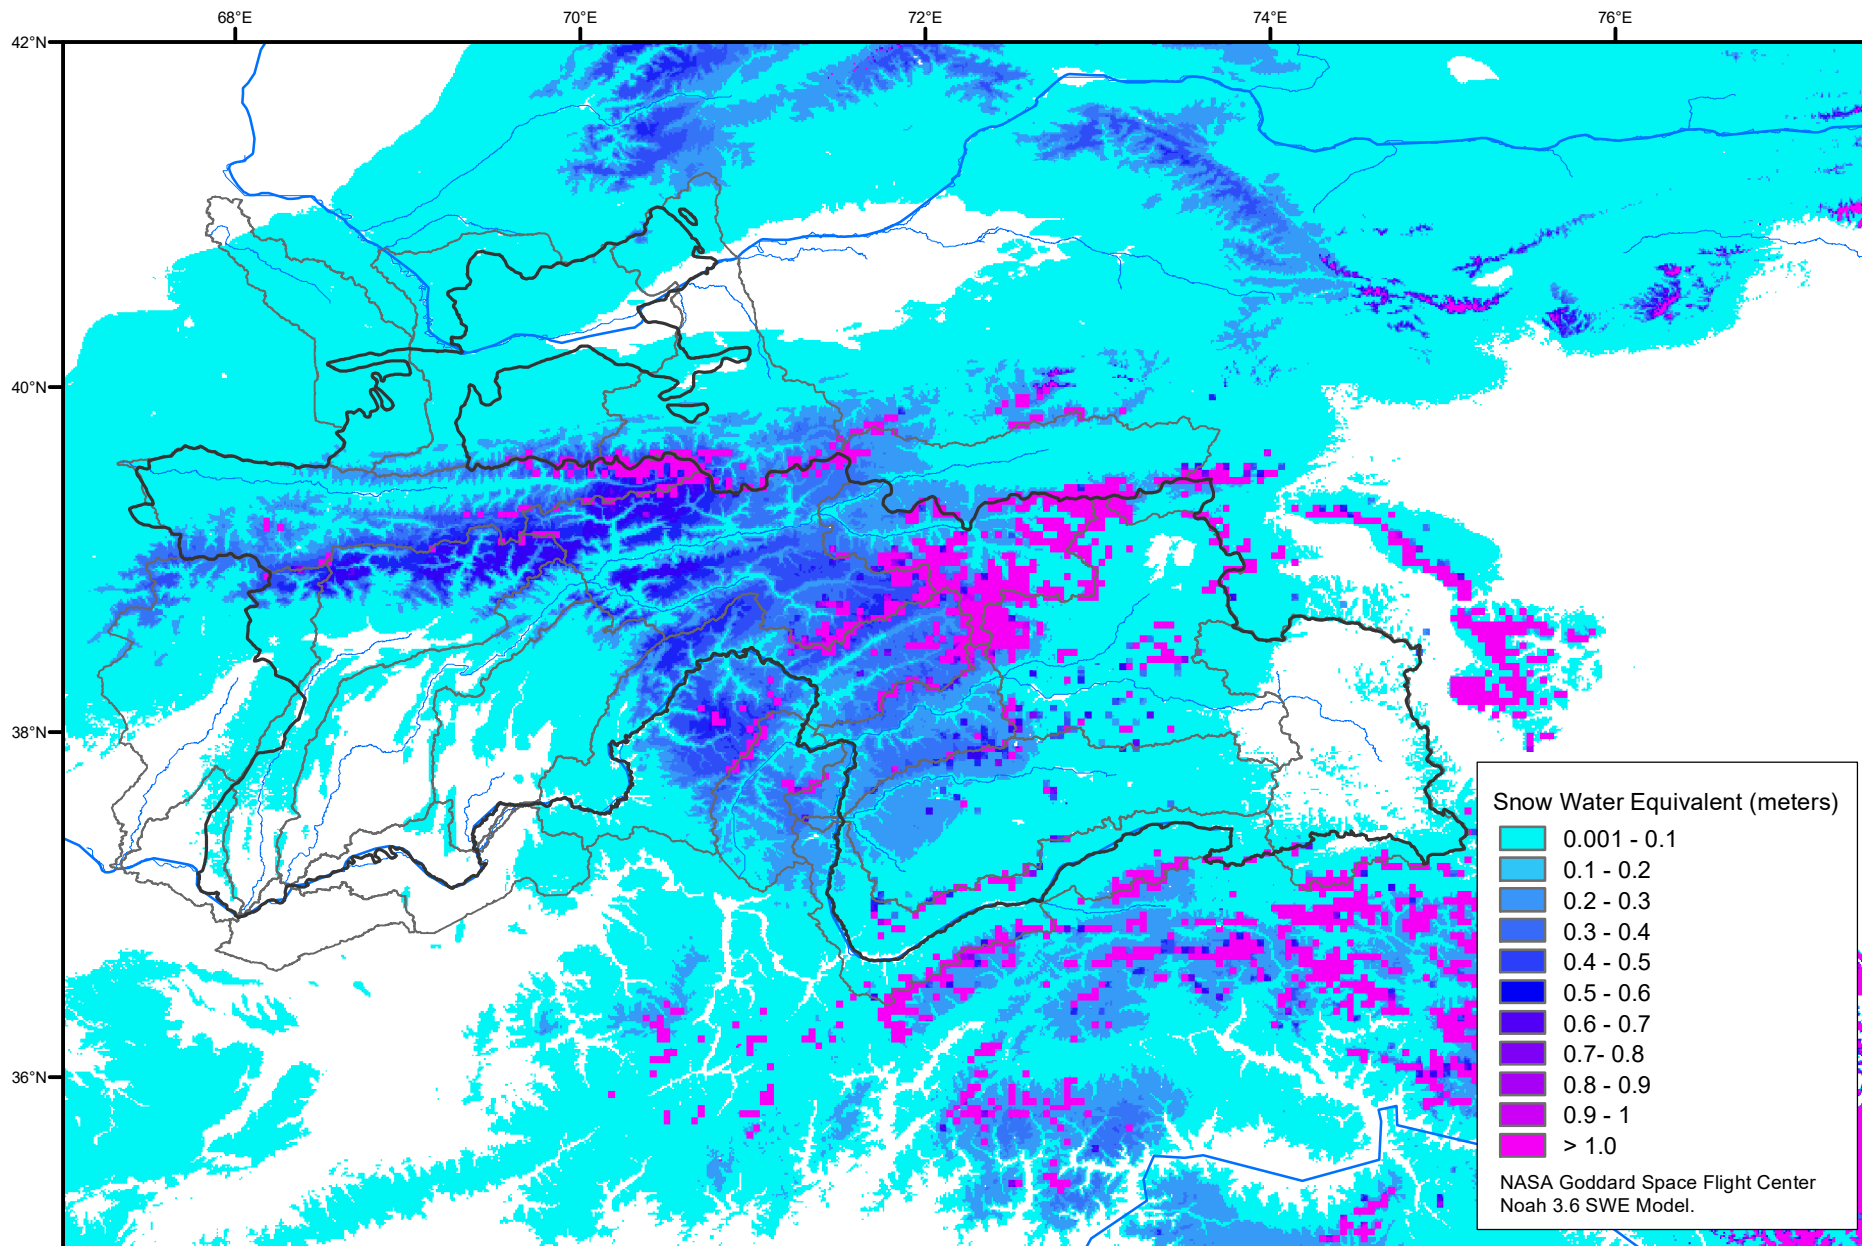 68°E 70°E 72°E 74°E 76°E
42°N
40°N
38°N
36°N
Snow Water Equivalent (meters)
0.001 - 0.1
0.1 - 0.2
0.2 - 0.3
0.3 - 0.4
0.4 - 0.5
0.5 - 0.6
0.6 - 0.7
0.7- 0.8
0.8 - 0.9
0.9 - 1
> 1.0
NASA Goddard Space Flight Center
Noah 3.6 SWE Model.